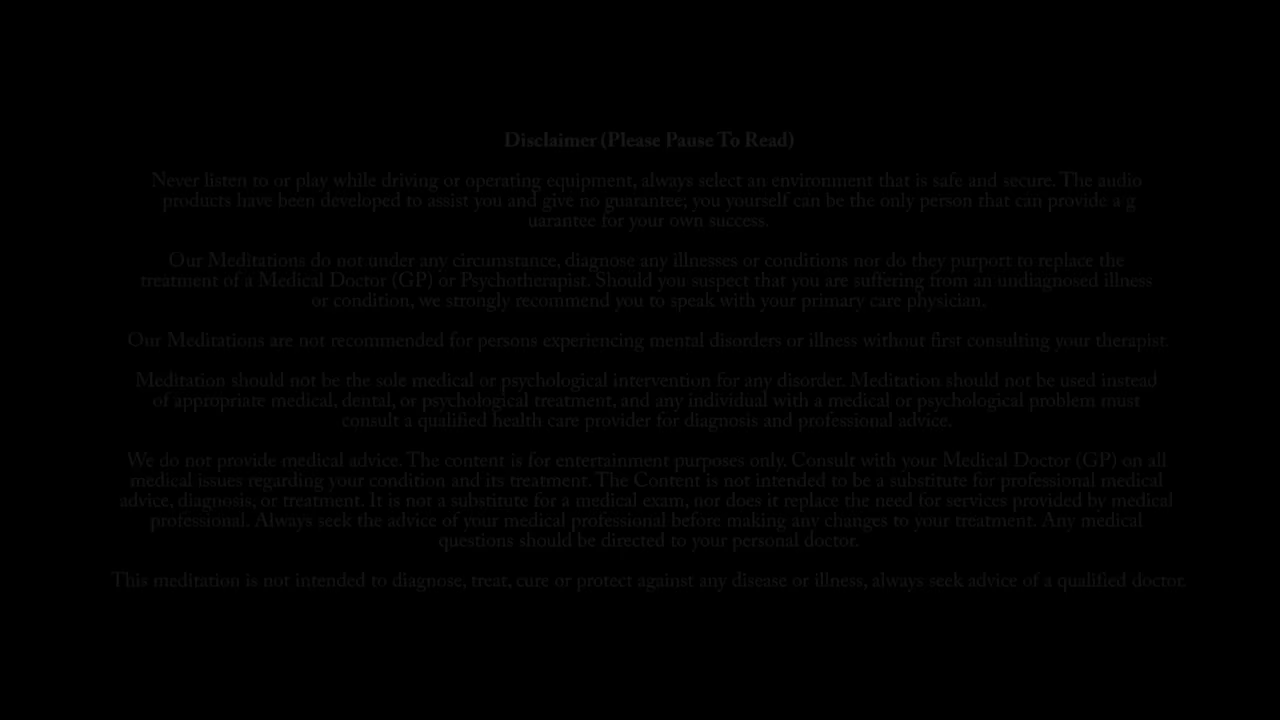 Disclaimer (Please Pause To Read)
Never listen to or play while driving or operating equipment, always select an environment that is safe and secure. The audio
products have been developed to assist you and give no guarantee; you yourself can be the only person that can provide a g
uarantee for your own success.
Our Meditations do not under any circumstance, diagnose any illnesses or conditions nor do they purport to replace the
treatment of a Medical Doctor (GP) or Psychotherapist. Should you suspect that you are suffering from an undiagnosed illness
or condition, we strongly recommend you to speak with your primary care physician.
Our Meditations are not recommended for persons experiencing mental disorders or illness without first consulting your therapist.
Meditation should not be the sole medical or psychological intervention for any disorder. Meditation should not be used instead
of appropriate medical, dental, or psychological treatment, and any individual with a medical or psychological problem must
consult a qualified health care provider for diagnosis and professional advice.
We do not provide medical advice. The content is for entertainment purposes only. Consult with your Medical Doctor (GP) on all
medical issues regarding your condition and its treatment. The Content is not intended to be a substitute for professional medical
advice, diagnosis, or treatment. It is not a substitute for a medical exam, nor does it replace the need for services provided by medical
professional. Always seek the advice of your medical professional before making any changes to your treatment. Any medical
questions should be directed to your personal doctor.
This meditation is not intended to diagnose, treat, cure or protect against any disease or illness, always seek advice of a qualified doctor.